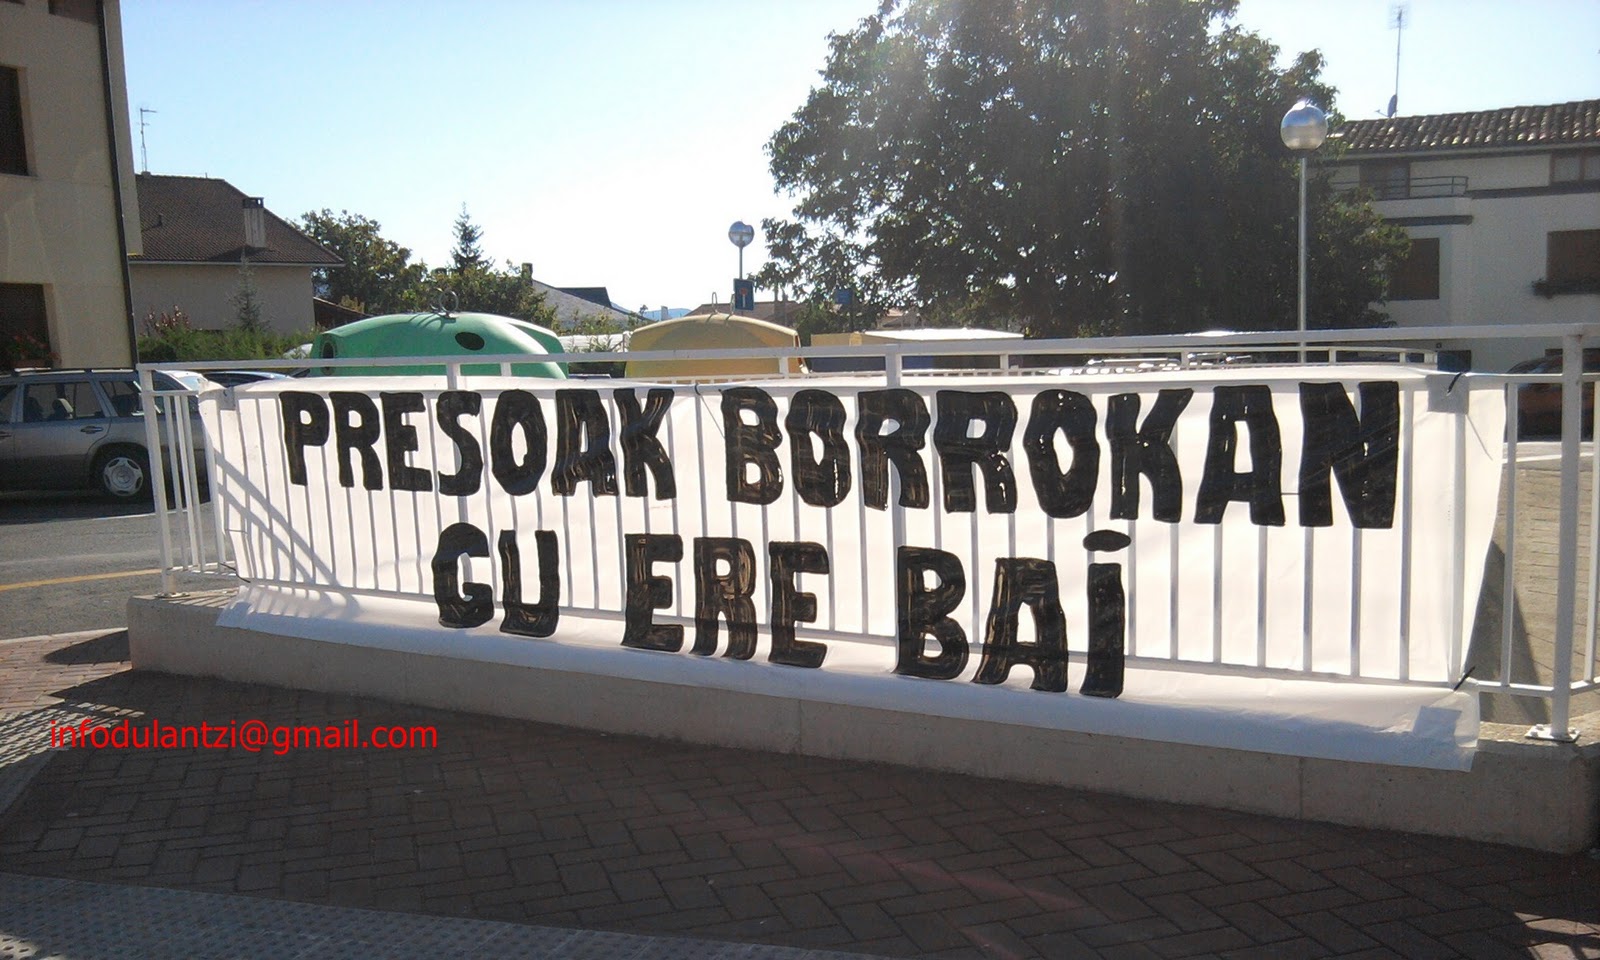 PRESOAK BORROKAN
GU ERE BAi
infodulantzi@gmail.com